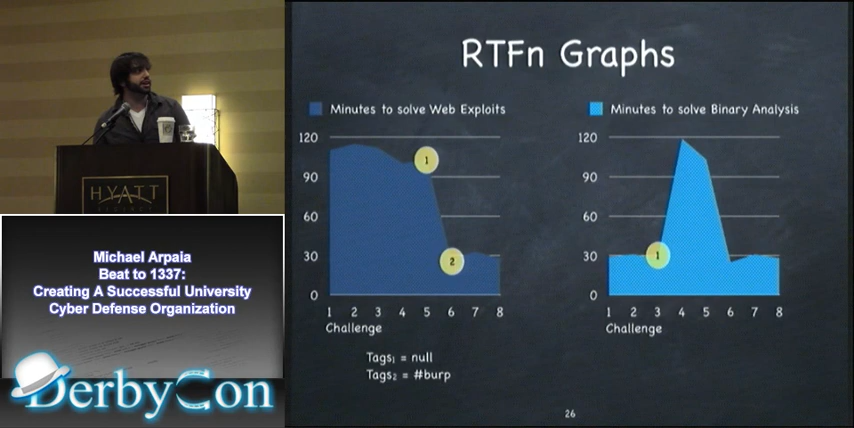 RTFn Graphs
Minutes to solve Web Exploits
120
90
60
30
0
1
2
1 2 3 4 5 6 7 8
Challenge
Minutes to solve Binary Analysis
120
90
60
30
0
1
1 2 3 4 5 6 7 8
Challenge
Tags1 = null
Tags2 = #burp
26
HYATT
Michael Arpaia
Beat to 1337:
Creating A Successful University
Cyber Defense Organization
DerbyCon